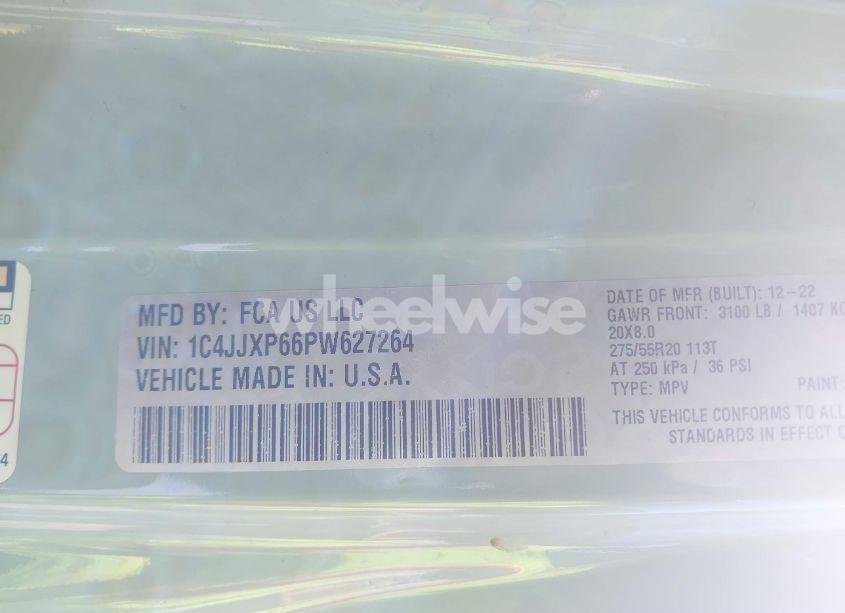 wheelwise
MFD BY: FCA US LLC
VIN: 1C4JJXP66PW627264
VEHICLE MADE IN: U.S.A.
DATE OF MFR (BUILT): 12-22
GAWR FRONT: 3100 LB / 1407 KG
20X8.0
275/55R20 113T
AT 250 kPa / 36 PSI
TYPE: MPV PAINT:
THIS VEHICLE CONFORMS TO ALL
STANDARDS IN EFFECT O
ED
4